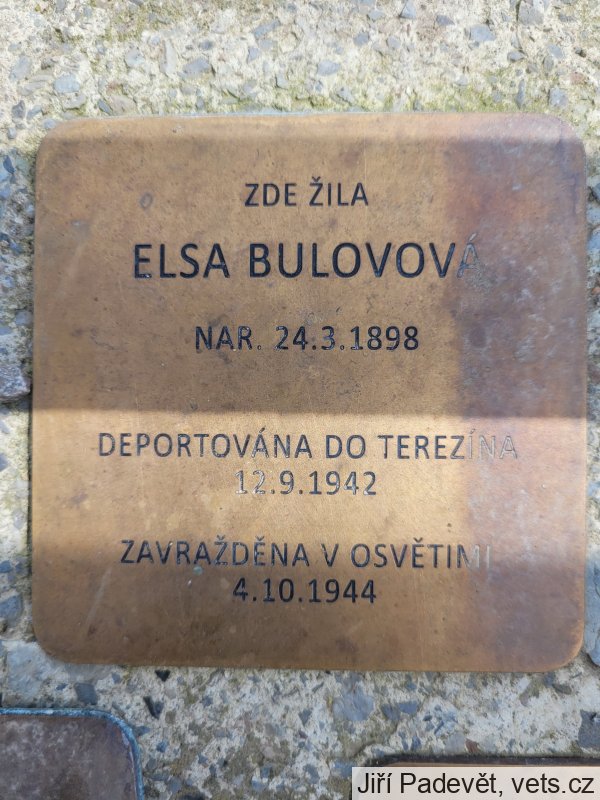 ZDE ŽILA
ELSA BULOVOVÁ
NAR. 24.3.1898
DEPORTOVÁNA DO TEREZÍNA
12.9.1942
ZAVRAŽDĚNA V OSVĚTIMI
4.10.1944
Jiří Padevět, vets.cz